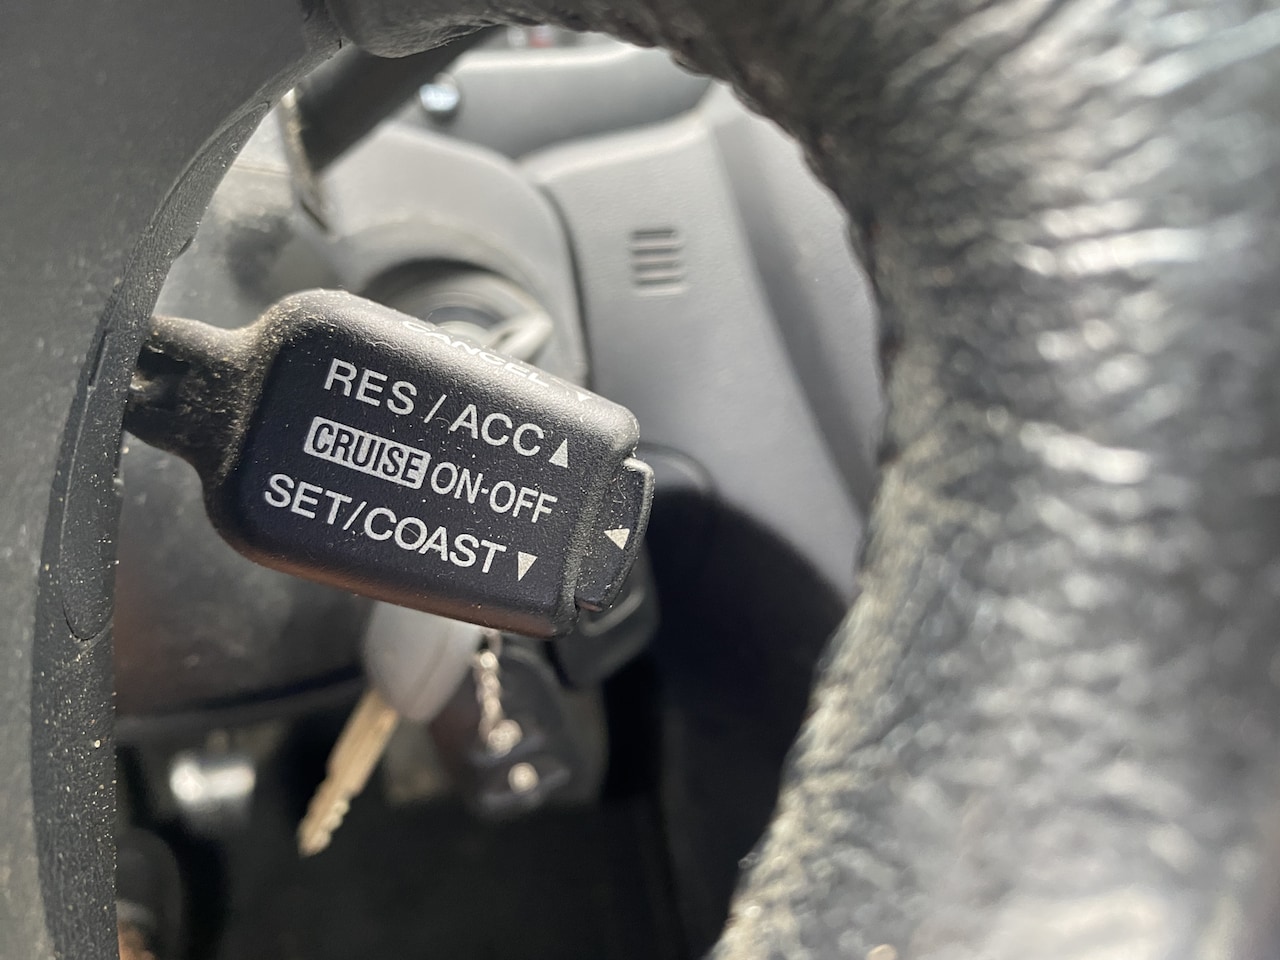 CANCEL ▼
RES / ACC▲
CRUISE ON-OFF
SET/COAST▼